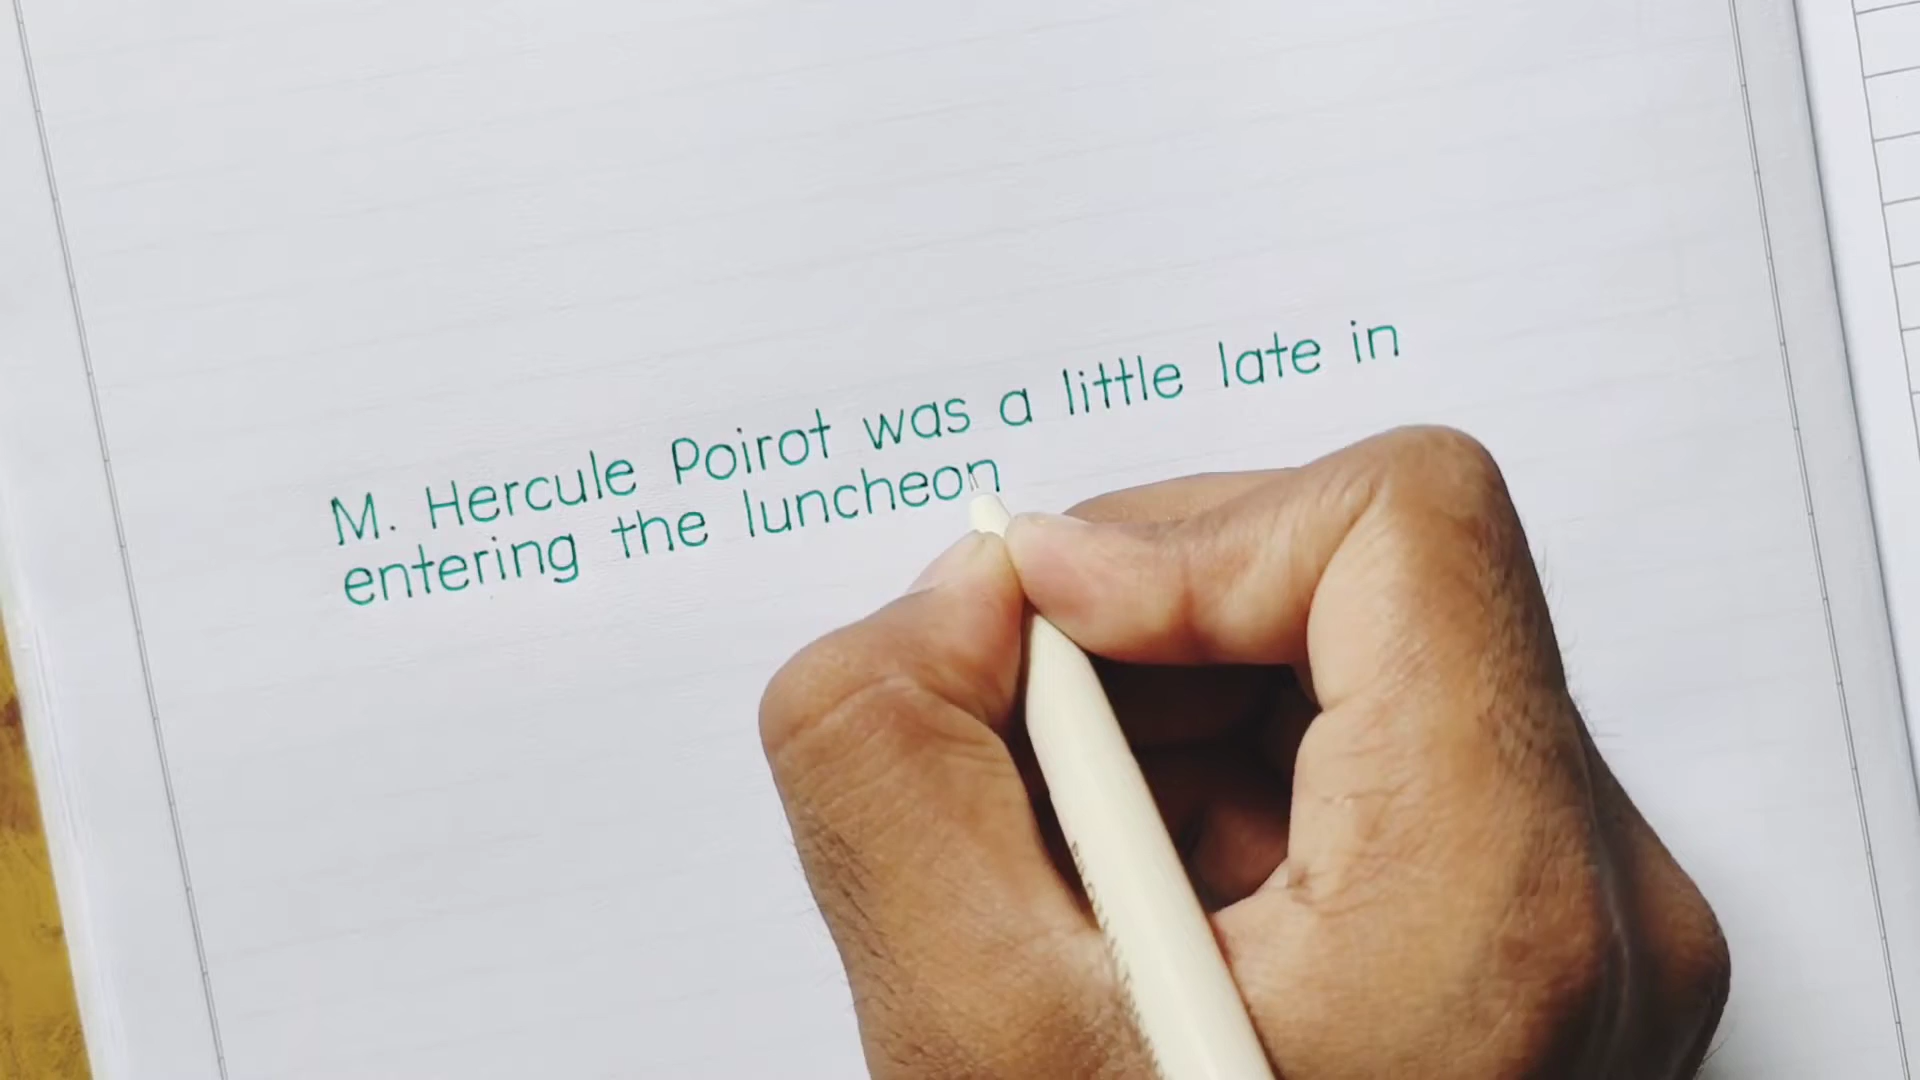 M. Hercule Poirot was a little late in
entering the luncheon